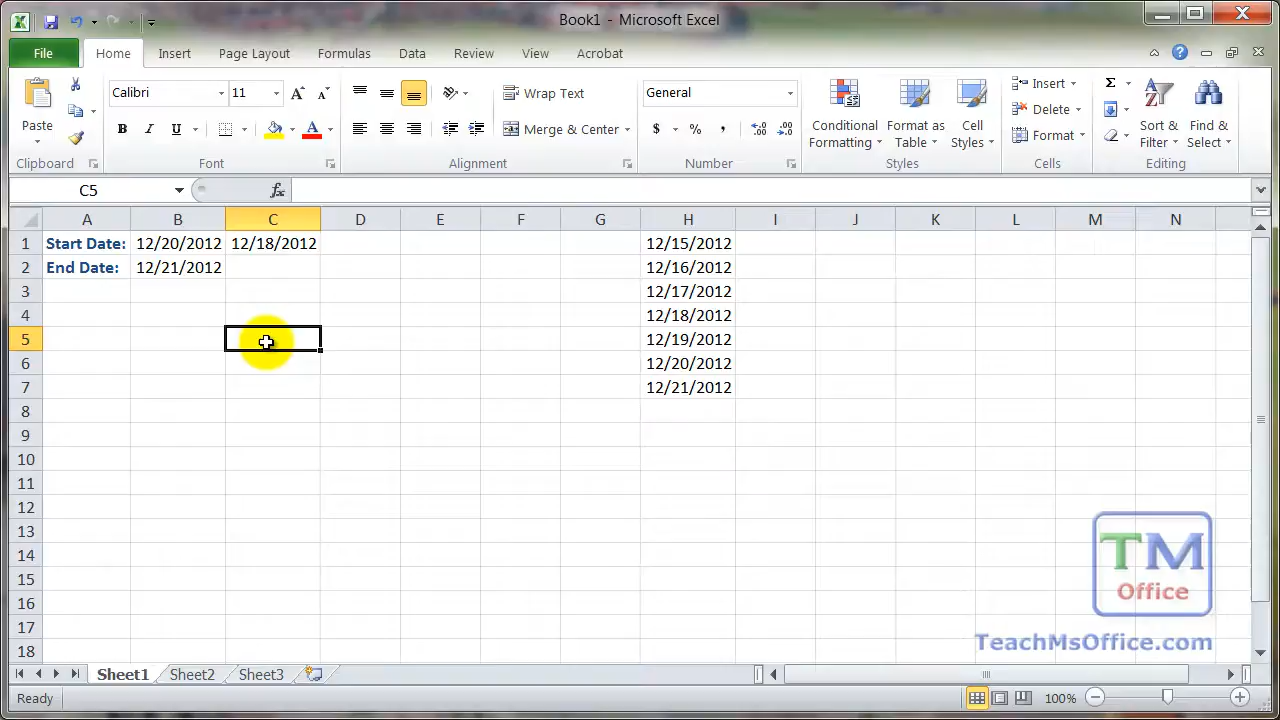 Book1 - Microsoft Excel
File Home Insert Page Layout Formulas Data Review View Acrobat
Paste
Clipboard
Calibri 11
B I U A
Font
Wrap Text
Merge & Center
Alignment
General
$ % ,
Number
Conditional Formatting
Format as Table
Cell Styles
Styles
Insert
Delete
Format
Cells
Σ
Sort & Filter
Find & Select
Editing
C5 fx
A B C D E F G H I J K L M N
1 Start Date: 12/20/2012 12/18/2012 12/15/2012
2 End Date: 12/21/2012 12/16/2012
3 12/17/2012
4 12/18/2012
5 12/19/2012
6 12/20/2012
7 12/21/2012
8
9
10
11
12
13
14
15
16
17
18
TM
Office
TeachMsOffice.com
Sheet1 Sheet2 Sheet3
Ready 100%